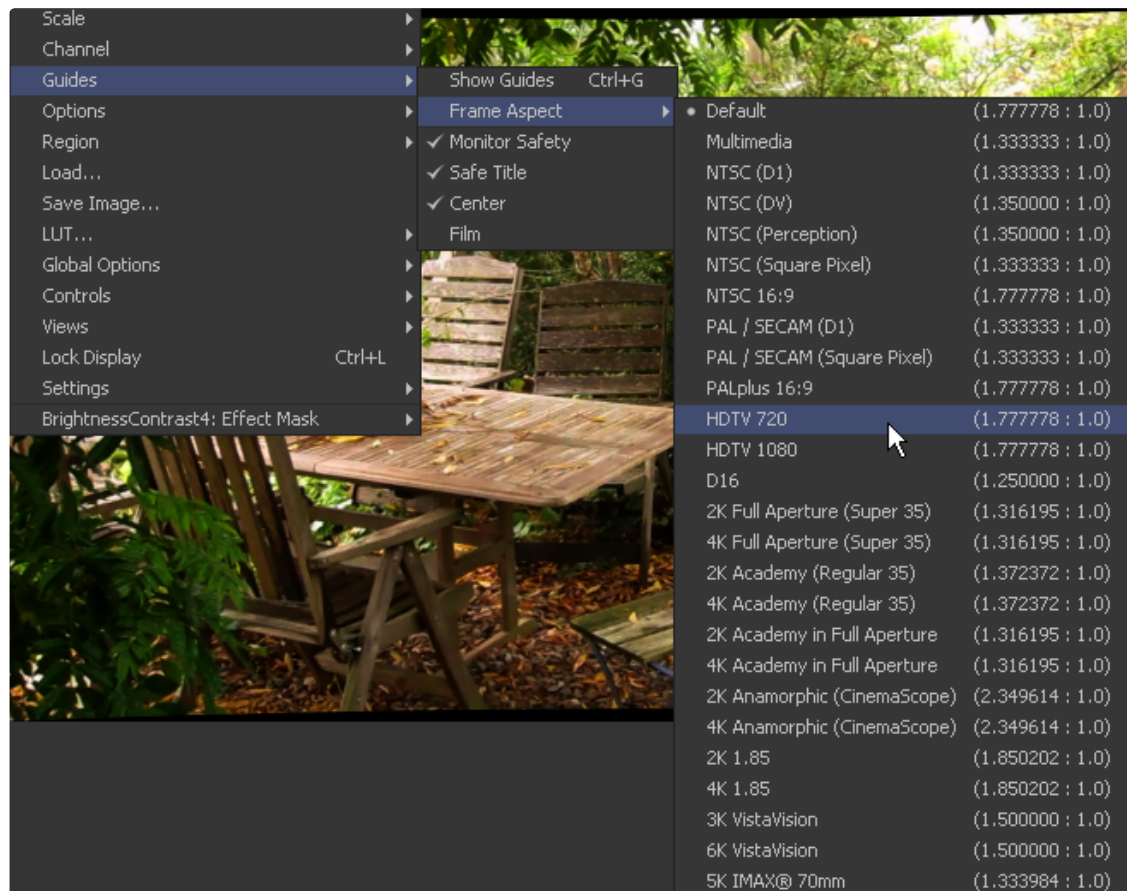 Scale
Channel
Guides
Options
Region
Load...
Save Image...
LUT...
Global Options
Controls
Views
Lock Display Ctrl+L
Settings
BrightnessContrast4: Effect Mask
Show Guides Ctrl+G
Frame Aspect
Monitor Safety
Safe Title
Center
Film
Default (1.777778 : 1.0)
Multimedia (1.333333 : 1.0)
NTSC (D1) (1.333333 : 1.0)
NTSC (DV) (1.350000 : 1.0)
NTSC (Perception) (1.350000 : 1.0)
NTSC (Square Pixel) (1.333333 : 1.0)
NTSC 16:9 (1.777778 : 1.0)
PAL / SECAM (D1) (1.333333 : 1.0)
PAL / SECAM (Square Pixel) (1.333333 : 1.0)
PALplus 16:9 (1.777778 : 1.0)
HDTV 720 (1.777778 : 1.0)
HDTV 1080 (1.777778 : 1.0)
D16 (1.250000 : 1.0)
2K Full Aperture (Super 35) (1.316195 : 1.0)
4K Full Aperture (Super 35) (1.316195 : 1.0)
2K Academy (Regular 35) (1.372372 : 1.0)
4K Academy (Regular 35) (1.372372 : 1.0)
2K Academy in Full Aperture (1.316195 : 1.0)
4K Academy in Full Aperture (1.316195 : 1.0)
2K Anamorphic (CinemaScope) (2.349614 : 1.0)
4K Anamorphic (CinemaScope) (2.349614 : 1.0)
2K 1.85 (1.850202 : 1.0)
4K 1.85 (1.850202 : 1.0)
3K VistaVision (1.500000 : 1.0)
6K VistaVision (1.500000 : 1.0)
5K IMAX® 70mm (1.333984 : 1.0)